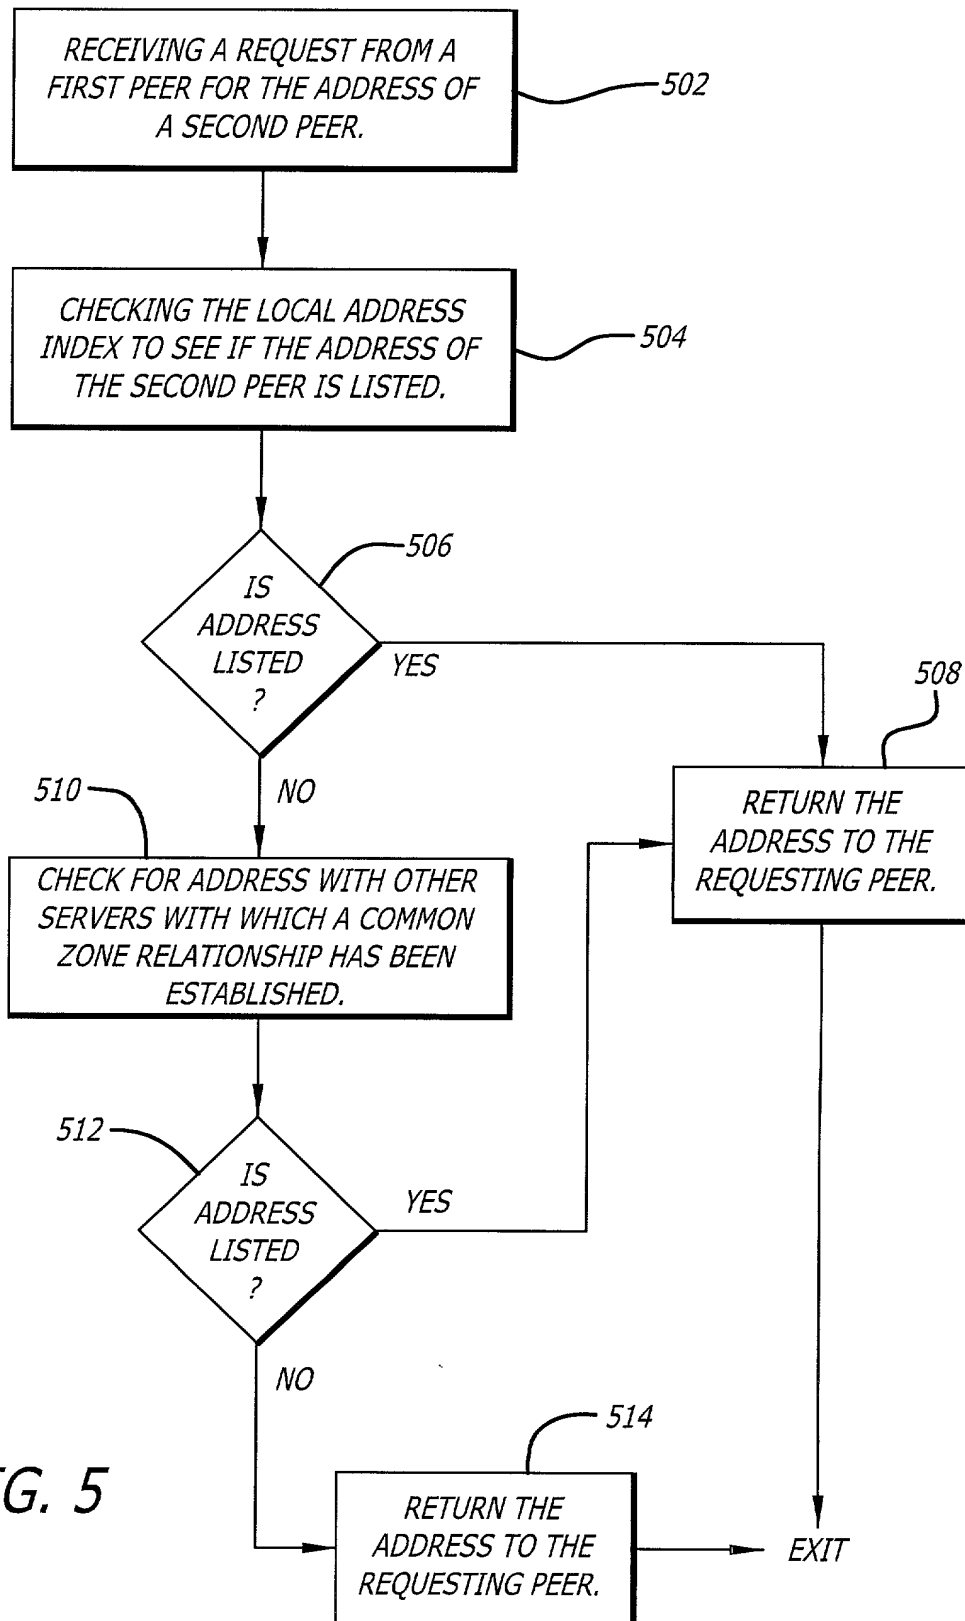 RECEIVING A REQUEST FROM A
FIRST PEER FOR THE ADDRESS OF
A SECOND PEER.
502
CHECKING THE LOCAL ADDRESS
INDEX TO SEE IF THE ADDRESS OF
THE SECOND PEER IS LISTED.
504
506
IS
ADDRESS
LISTED
?
YES
NO
508
RETURN THE
ADDRESS TO THE
REQUESTING PEER.
510
CHECK FOR ADDRESS WITH OTHER
SERVERS WITH WHICH A COMMON
ZONE RELATIONSHIP HAS BEEN
ESTABLISHED.
512
IS
ADDRESS
LISTED
?
YES
NO
514
RETURN THE
ADDRESS TO THE
REQUESTING PEER.
EXIT
G. 5